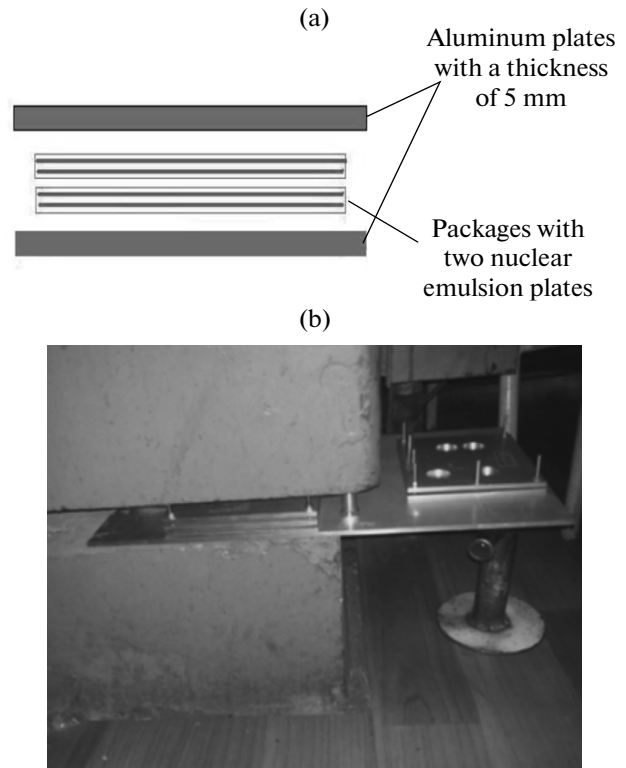 (a)
Aluminum plates
with a thickness
of 5 mm
Packages with
two nuclear
emulsion plates
(b)